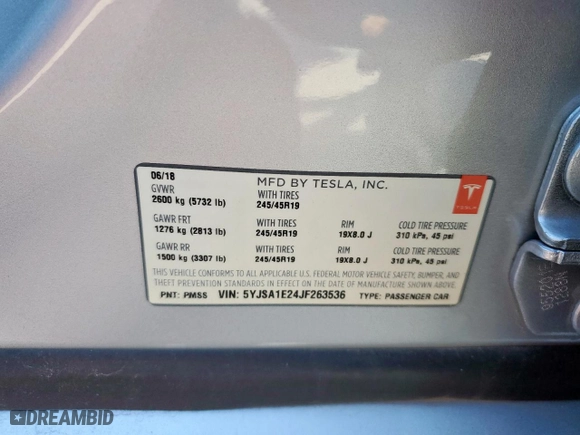 06/18
MFD BY TESLA, INC.
GVWR
2600 kg (5732 lb)
WITH TIRES
245/45R19
TESLA
GAWR FRT
1276 kg (2813 lb)
WITH TIRES
245/45R19
RIM
19X8.0 J
COLD TIRE PRESSURE
310 kPa, 45 psi
GAWR RR
1500 kg (3307 lb)
WITH TIRES
245/45R19
RIM
19X8.0 J
COLD TIRE PRESSURE
310 kPa, 45 psi
THIS VEHICLE CONFORMS TO ALL APPLICABLE U.S. FEDERAL MOTOR VEHICLE SAFETY, BUMPER, AND
THEFT PREVENTION STANDARDS IN EFFECT ON THE DATE OF MANUFACTURE SHOWN ABOVE.
PNT: PMSS VIN: 5YJSA1E24JF263536 TYPE: PASSENGER CAR
DREAMBID